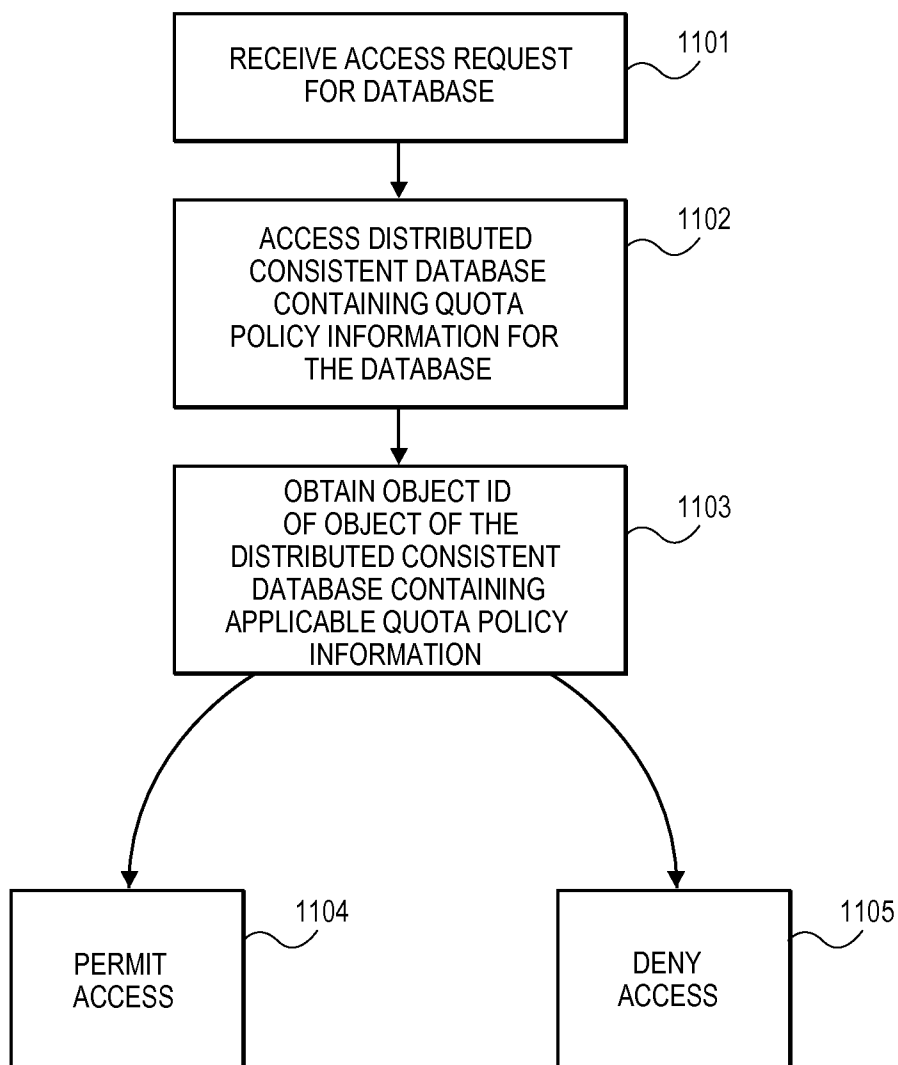 RECEIVE ACCESS REQUEST
FOR DATABASE
1101
ACCESS DISTRIBUTED
CONSISTENT DATABASE
CONTAINING QUOTA
POLICY INFORMATION FOR
THE DATABASE
1102
OBTAIN OBJECT ID
OF OBJECT OF THE
DISTRIBUTED CONSISTENT
DATABASE CONTAINING
APPLICABLE QUOTA POLICY
INFORMATION
1103
PERMIT
ACCESS
1104
DENY
ACCESS
1105